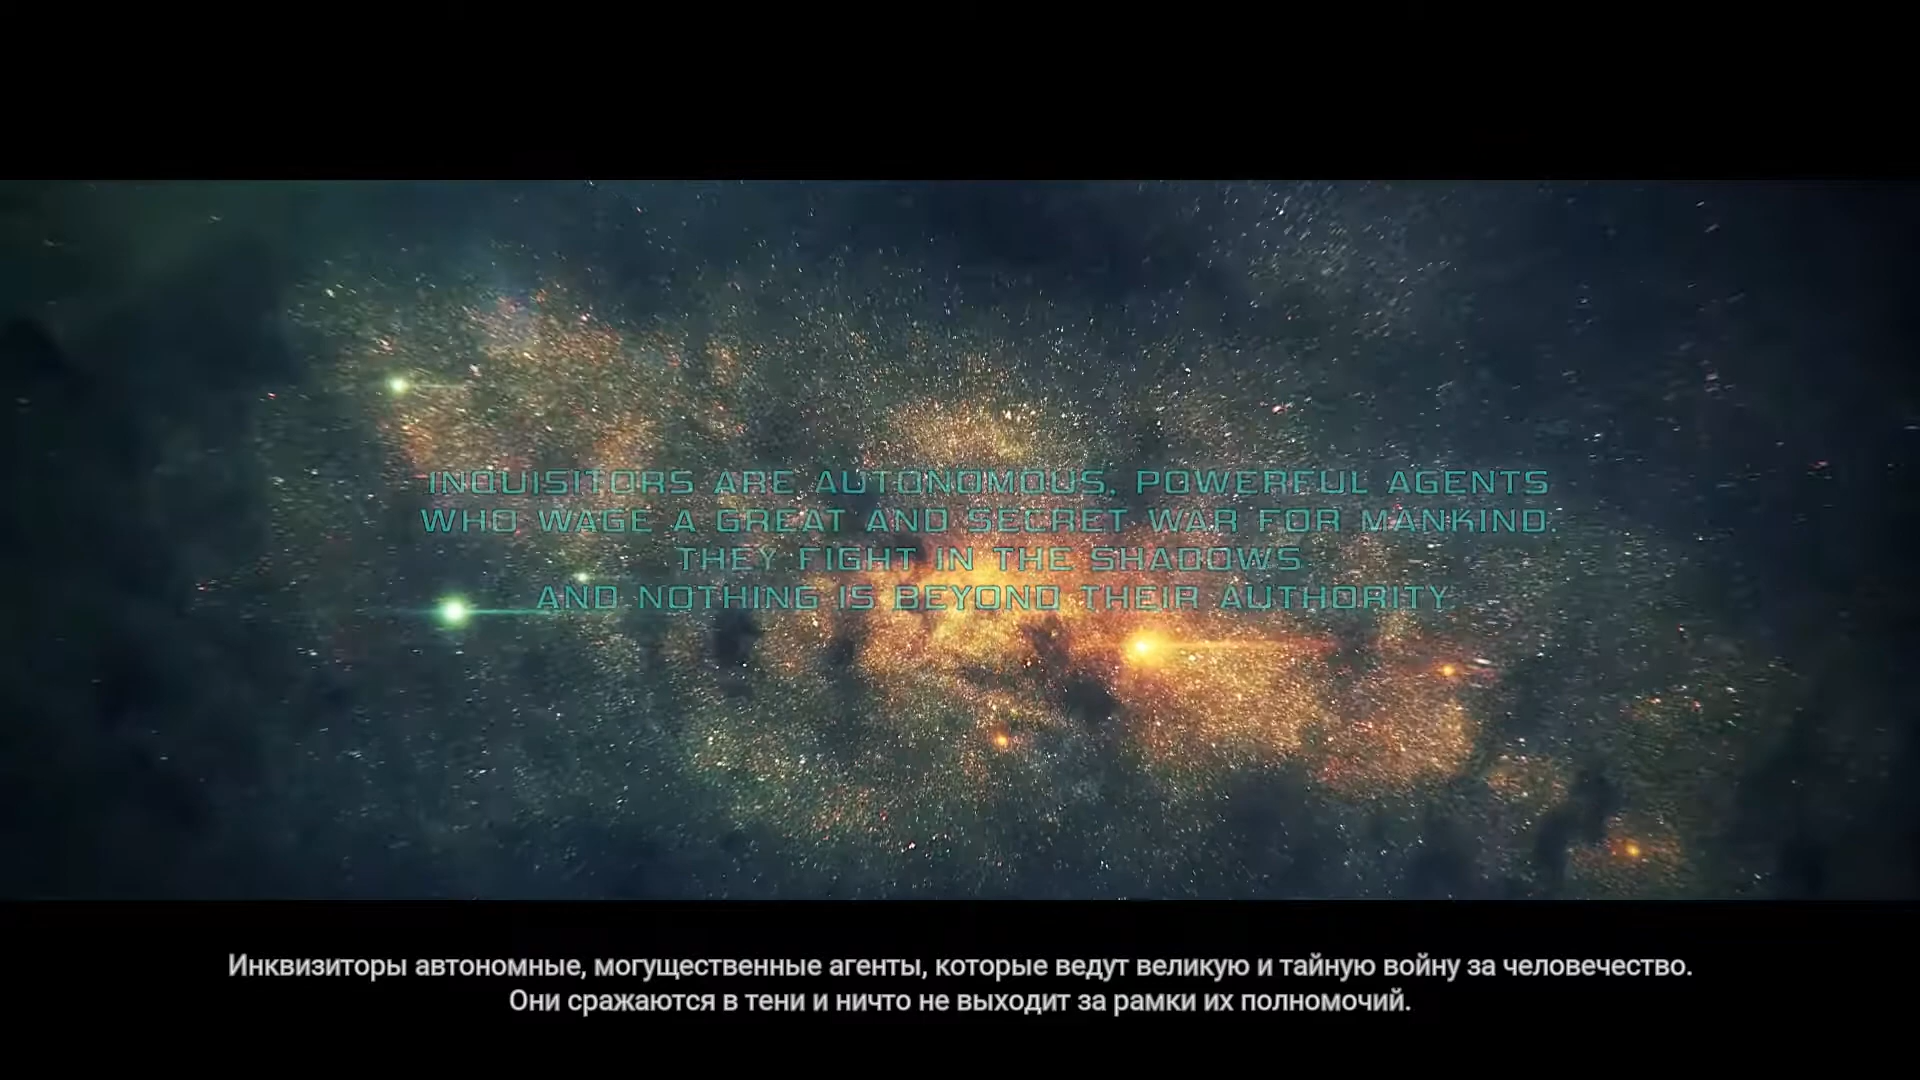 INQUISITORS ARE AUTONOMOUS, POWERFUL AGENTS
WHO WAGE A GREAT AND SECRET WAR FOR MANKIND.
THEY FIGHT IN THE SHADOWS
AND NOTHING IS BEYOND THEIR AUTHORITY.
Инквизиторы автономные, могущественные агенты, которые ведут великую и тайную войну за человечество.
Они сражаются в тени и ничто не выходит за рамки их полномочий.